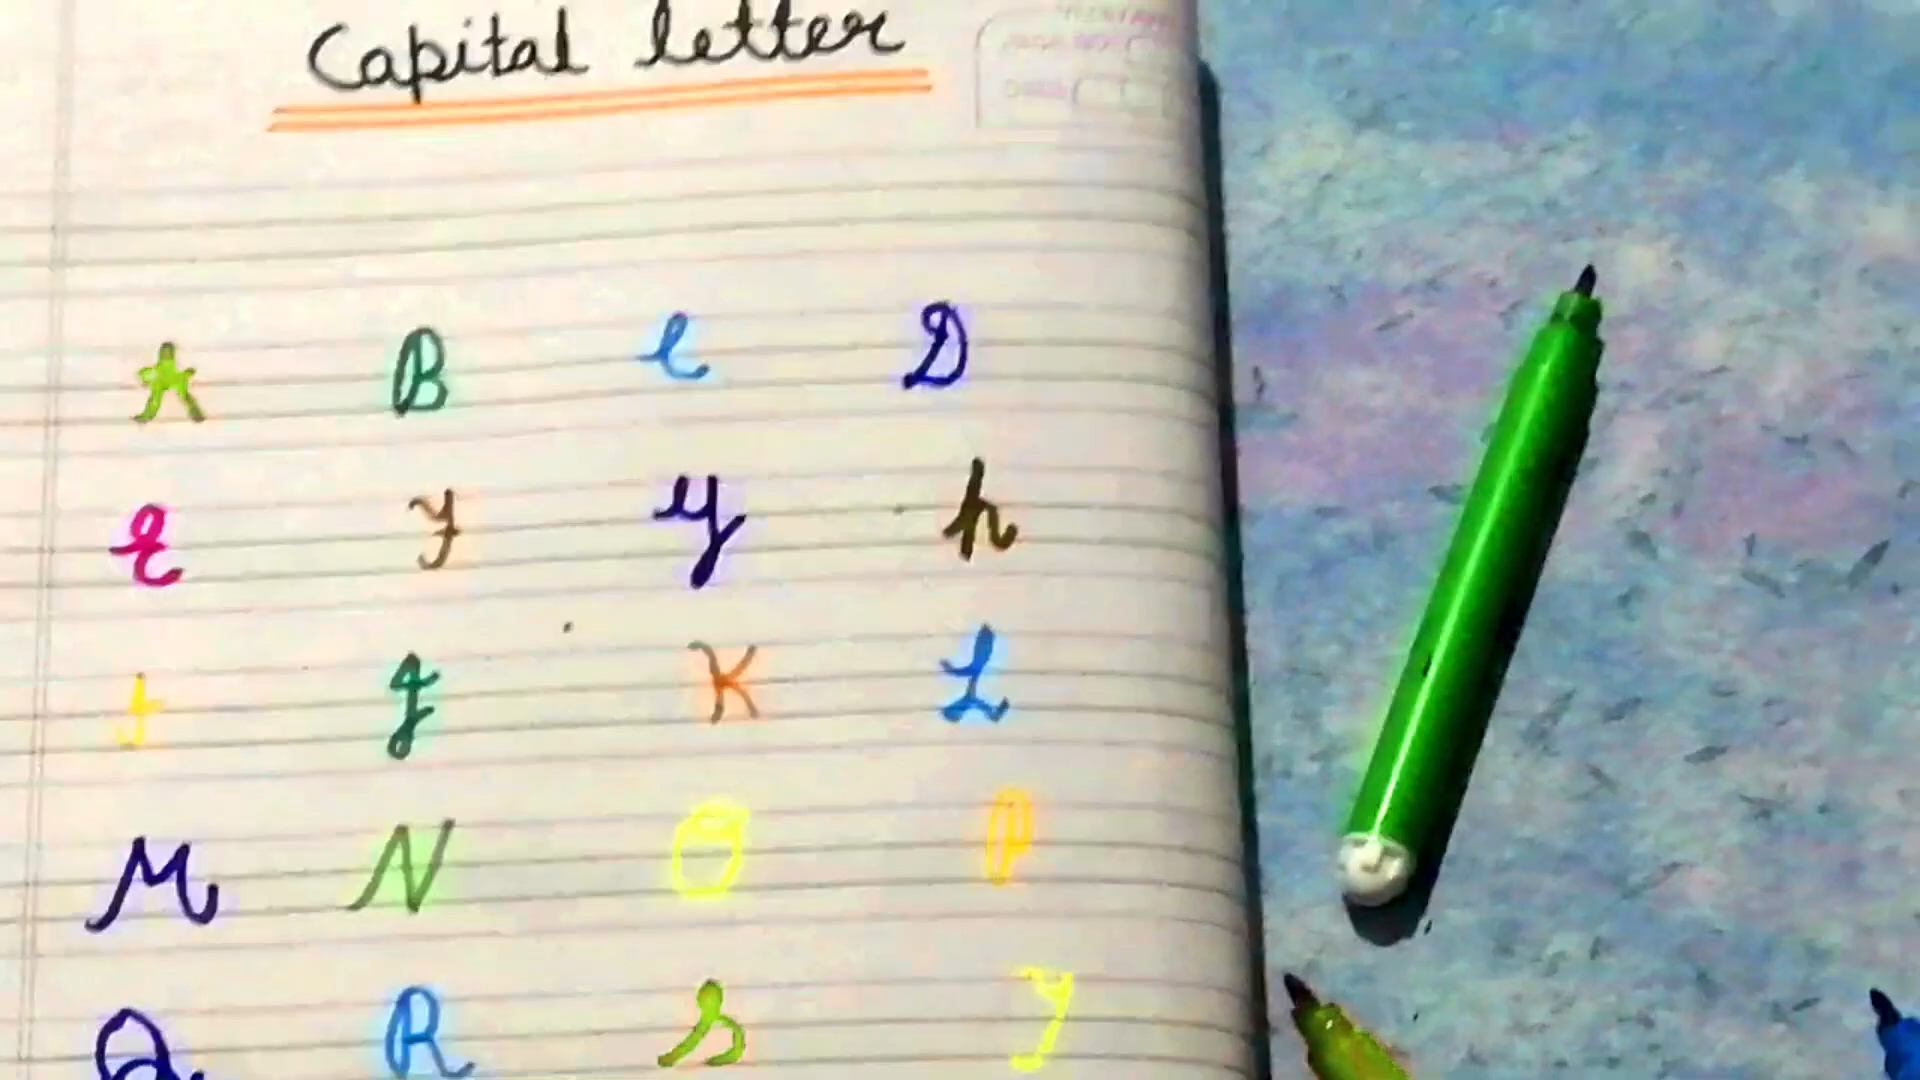 Capital letter
A B C D
E F G H
I J K L
M N O P
Q R S T